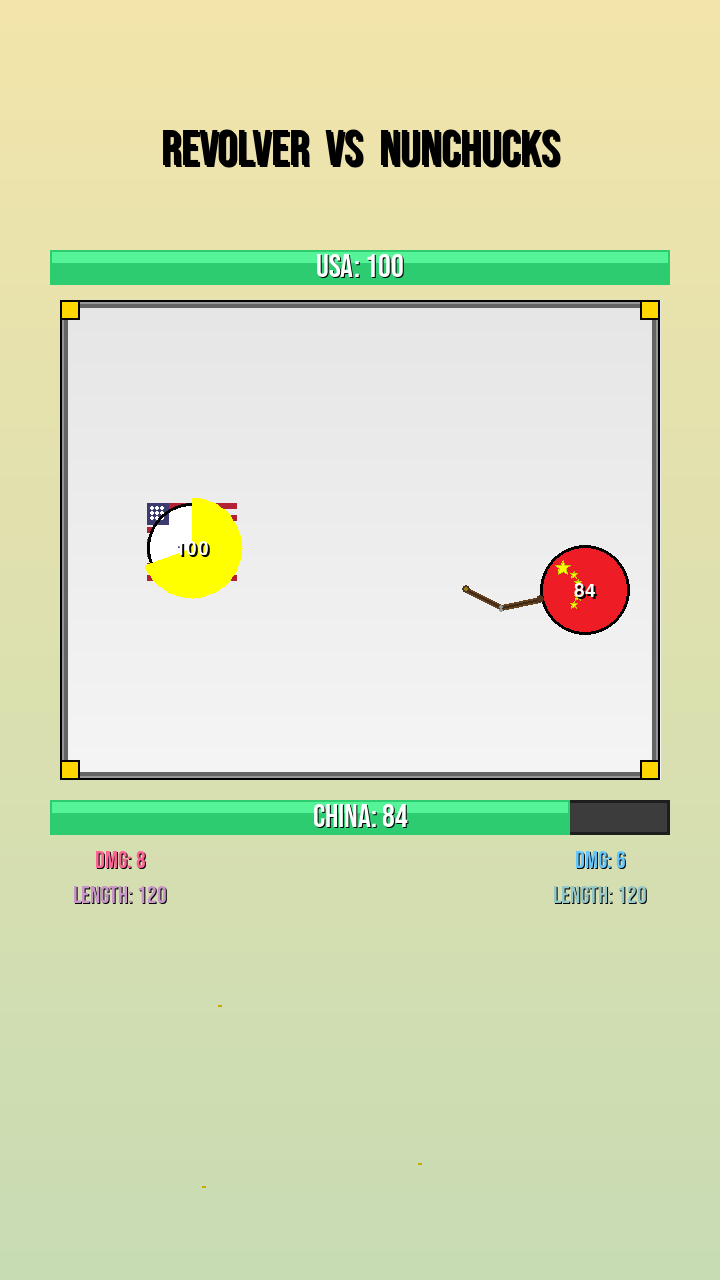 REVOLVER VS NUNCHUCKS
USA: 100
100
84
CHINA: 84
DMG: 8
DMG: 6
LENGTH: 120
LENGTH: 120